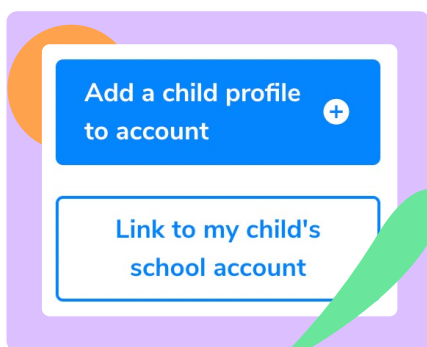 Add a child profile
to account
Link to my child's
school account